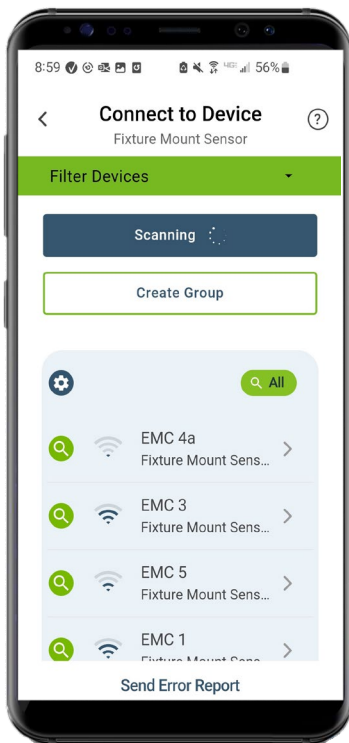 8:59 56%
Connect to Device
?
Fixture Mount Sensor
Filter Devices
Scanning
Create Group
All
EMC 4a
Fixture Mount Sens...
EMC 3
Fixture Mount Sens...
EMC 5
Fixture Mount Sens...
EMC 1
Send Error Report